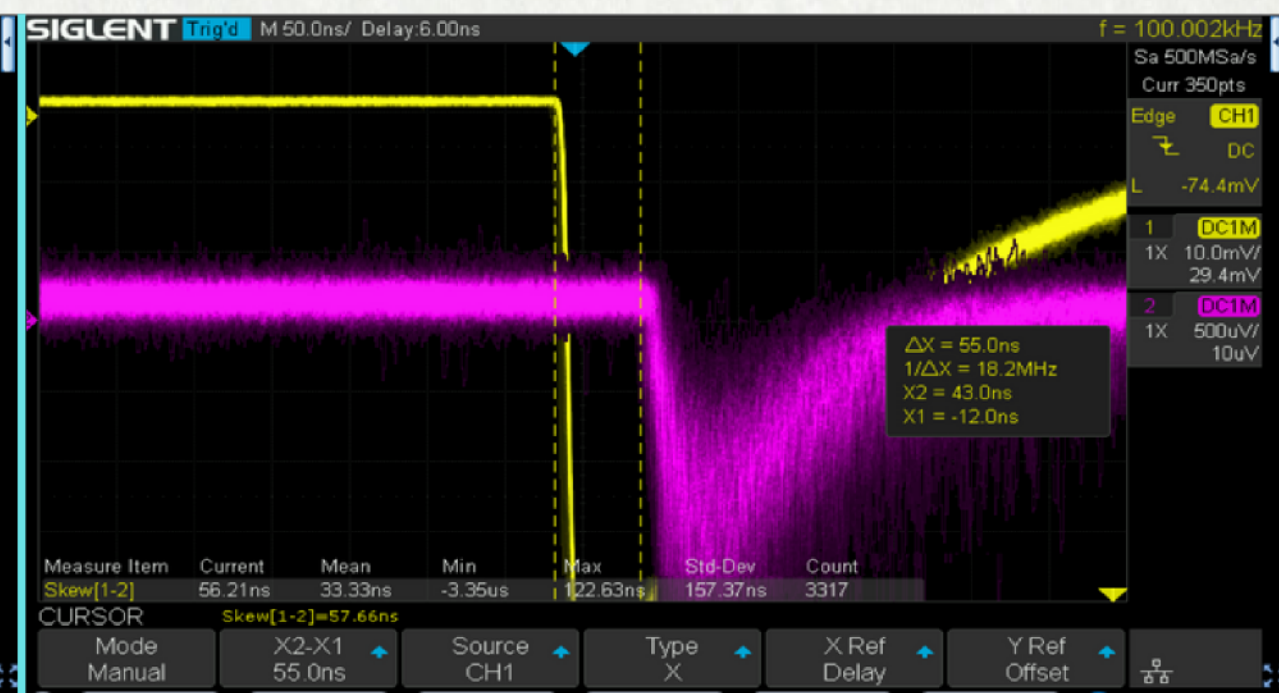 SIGLENT Trig'd M 50.0ns/ Delay:6.00ns f = 100.002kHz
Sa 500MSa/s
Curr 350pts
Edge CH1
DC
L -74.4mV
1 DC1M
1X 10.0mV/
29.4mV
2 DC1M
1X 500uV/
10uV
ΔX = 55.0ns
1/ΔX = 18.2MHz
X2 = 43.0ns
X1 = -12.0ns
Measure Item Current Mean Min Max Std-Dev Count
Skew[1-2] 56.21ns 33.33ns -3.35us 122.63ns 157.37ns 3317
CURSOR Skew[1-2]=57.66ns
Mode X2-X1 Source Type X Ref Y Ref
Manual 55.0ns CH1 X Delay Offset